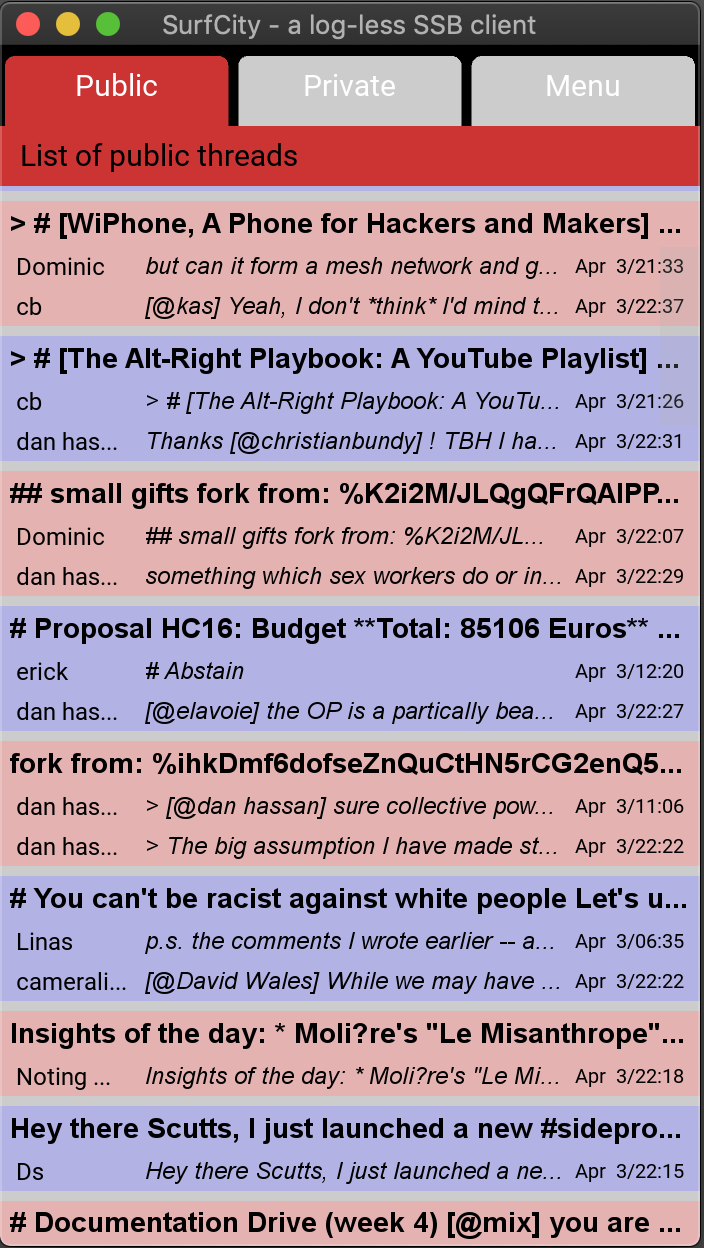 SurfCity - a log-less SSB client
Public Private Menu
List of public threads
> # [WiPhone, A Phone for Hackers and Makers] ...
Dominic but can it form a mesh network and g... Apr 3/21:33
cb [@kas] Yeah, I don't *think* I'd mind t... Apr 3/22:37
> # [The Alt-Right Playbook: A YouTube Playlist] ...
cb > # [The Alt-Right Playbook: A YouTu... Apr 3/21:26
dan has... Thanks [@christianbundy] ! TBH I ha... Apr 3/22:31
## small gifts fork from: %K2i2M/JLQgQFrQAIPP...
Dominic ## small gifts fork from: %K2i2M/JL... Apr 3/22:07
dan has... something which sex workers do or in... Apr 3/22:29
# Proposal HC16: Budget **Total: 85106 Euros** ...
erick # Abstain Apr 3/12:20
dan has... [@elavoie] the OP is a partically bea... Apr 3/22:27
fork from: %ihkDmf6dofseZnQuCtHN5rCG2enQ5...
dan has... > [@dan hassan] sure collective pow... Apr 3/11:06
dan has... > The big assumption I have made st... Apr 3/22:22
# You can't be racist against white people Let's u...
Linas p.s. the comments I wrote earlier -- a... Apr 3/06:35
camerali... [@David Wales] While we may have ... Apr 3/22:22
Insights of the day: * Moli?re's "Le Misanthrope"...
Noting ... Insights of the day: * Moli?re's "Le Mi... Apr 3/22:18
Hey there Scutts, I just launched a new #sidepro...
Ds Hey there Scutts, I just launched a ne... Apr 3/22:15
# Documentation Drive (week 4) [@mix] you are ...